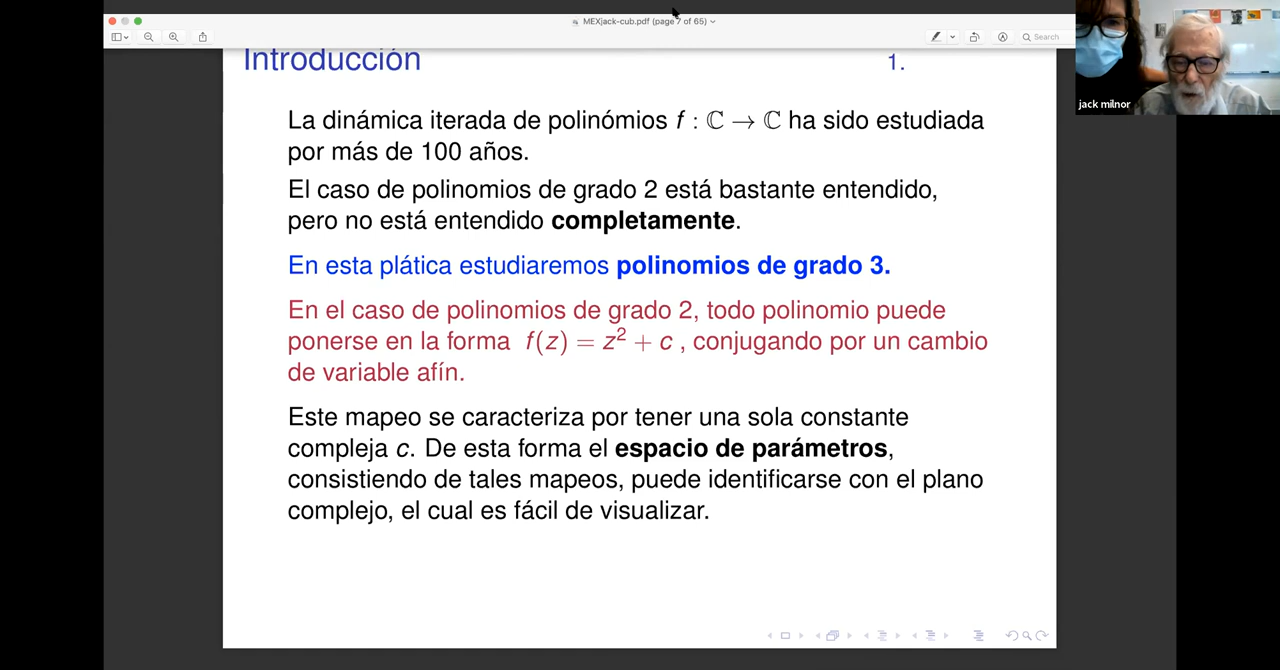 MEXjack-cub.pdf (page 7 of 65)
Search
jack milnor
Introducción 1.
La dinámica iterada de polinómios f : ℂ → ℂ ha sido estudiada
por más de 100 años.
El caso de polinomios de grado 2 está bastante entendido,
pero no está entendido completamente.
En esta plática estudiaremos polinomios de grado 3.
En el caso de polinomios de grado 2, todo polinomio puede
ponerse en la forma f(z) = z² + c , conjugando por un cambio
de variable afín.
Este mapeo se caracteriza por tener una sola constante
compleja c. De esta forma el espacio de parámetros,
consistiendo de tales mapeos, puede identificarse con el plano
complejo, el cual es fácil de visualizar.